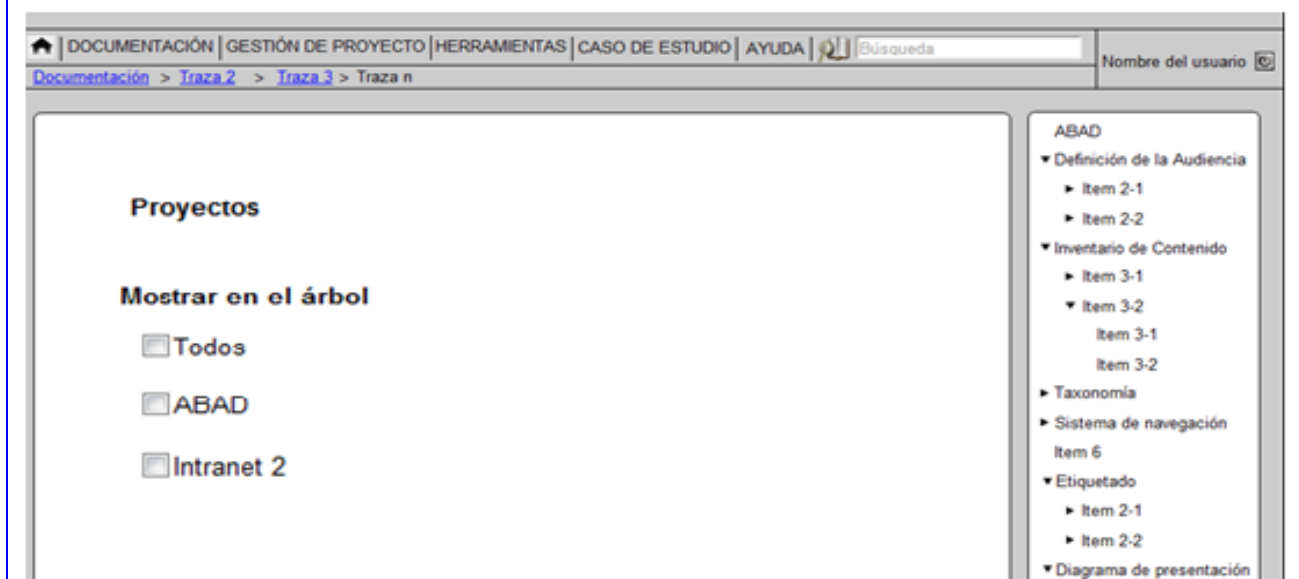 DOCUMENTACIÓN GESTIÓN DE PROYECTO HERRAMIENTAS CASO DE ESTUDIO AYUDA Búsqueda
Nombre del usuario
Documentación > Traza 2 > Traza 3 > Traza n
Proyectos
Mostrar en el árbol
Todos
ABAD
Intranet 2
ABAD
Definición de la Audiencia
Item 2-1
Item 2-2
Inventario de Contenido
Item 3-1
Item 3-2
Item 3-1
Item 3-2
Taxonomía
Sistema de navegación
Item 6
Etiquetado
Item 2-1
Item 2-2
Diagrama de presentación